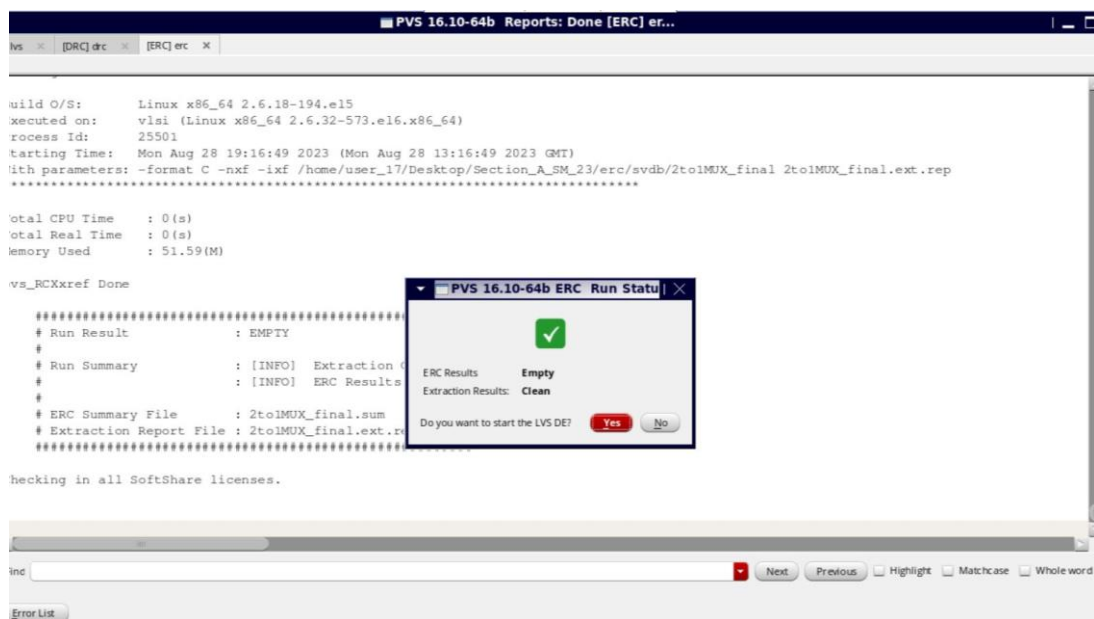 PVS 16.10-64b Reports: Done [ERC] er...
lvs [DRC] drc [ERC] erc
uild O/S: Linux x86_64 2.6.18-194.el5
xecuted on: vlsi (Linux x86_64 2.6.32-573.el6.x86_64)
rocess Id: 25501
tarting Time: Mon Aug 28 19:16:49 2023 (Mon Aug 28 13:16:49 2023 GMT)
ith parameters: -format C -nxf -ixf /home/user_17/Desktop/Section_A_SM_23/erc/svdb/2to1MUX_final 2to1MUX_final.ext.rep
otal CPU Time : 0(s)
otal Real Time : 0(s)
emory Used : 51.59(M)
vs_RCXxref Done
# Run Result : EMPTY
#
# Run Summary : [INFO] Extraction
# : [INFO] ERC Results
#
# ERC Summary File : 2to1MUX_final.sum
# Extraction Report File : 2to1MUX_final.ext.re
hecking in all SoftShare licenses.
PVS 16.10-64b ERC Run Statu
ERC Results Empty
Extraction Results: Clean
Do you want to start the LVS DE? Yes No
ind Next Previous Highlight Matchcase Whole word
Error List